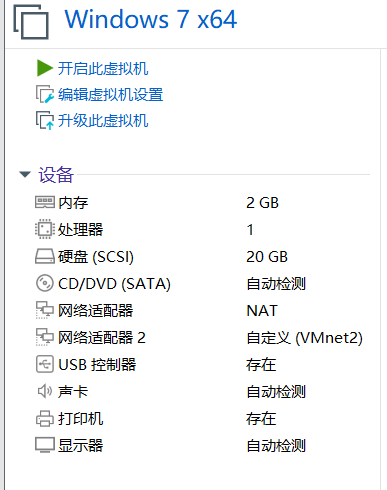 Windows 7 x64
开启此虚拟机
编辑虚拟机设置
升级此虚拟机
设备
内存 2 GB
处理器 1
硬盘 (SCSI) 20 GB
CD/DVD (SATA) 自动检测
网络适配器 NAT
网络适配器 2 自定义 (VMnet2)
USB 控制器 存在
声卡 自动检测
打印机 存在
显示器 自动检测